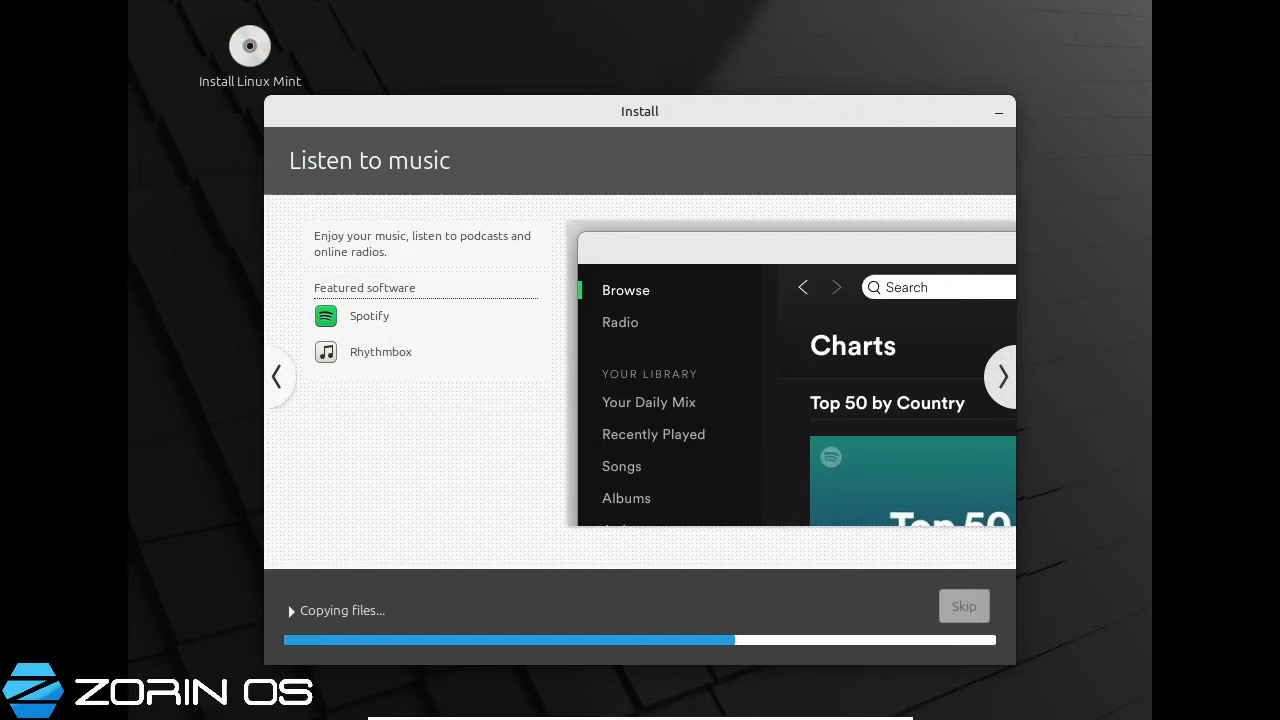 Install Linux Mint
Install
Listen to music
Enjoy your music, listen to podcasts and
online radios.
Featured software
Spotify
Rhythmbox
Browse
Radio
YOUR LIBRARY
Your Daily Mix
Recently Played
Songs
Albums
Search
Charts
Top 50 by Country
Top 50
Copying files...
Skip
ZORIN OS